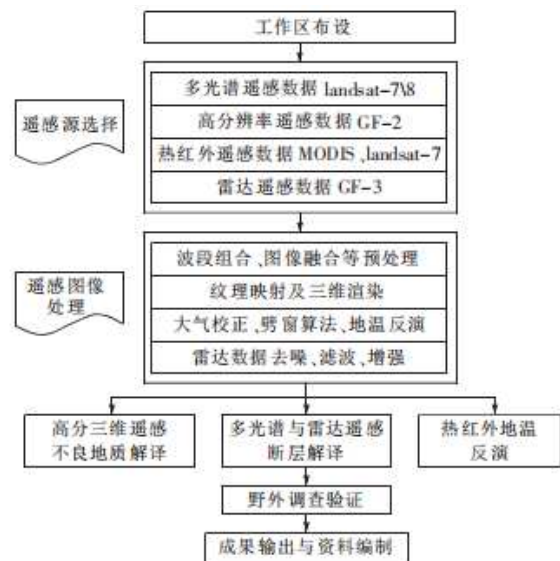 工作区布设
遥感源选择
多光谱遥感数据 landsat-7\8
高分辨率遥感数据 GF-2
热红外遥感数据 MODIS、landsat-7
雷达遥感数据 GF-3
遥感图像
处理
波段组合、图像融合等预处理
纹理映射及三维渲染
大气校正、劈窗算法、地温反演
雷达数据去噪、滤波、增强
高分三维遥感
不良地质解译
多光谱与雷达遥感
断层解译
热红外地温
反演
野外调查验证
成果输出与资料编制